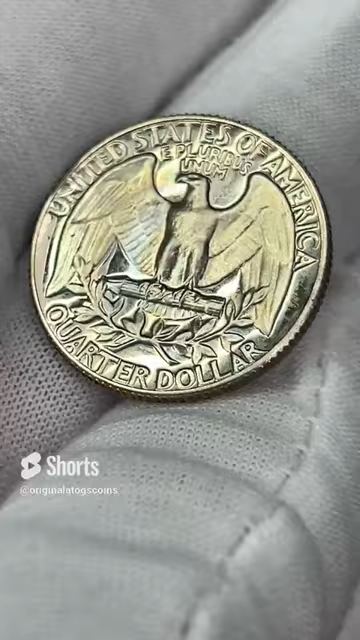 UNITED STATES OF AMERICA
E PLURIBUS
UNUM
QUARTER DOLLAR
Shorts
@originalatogscoins